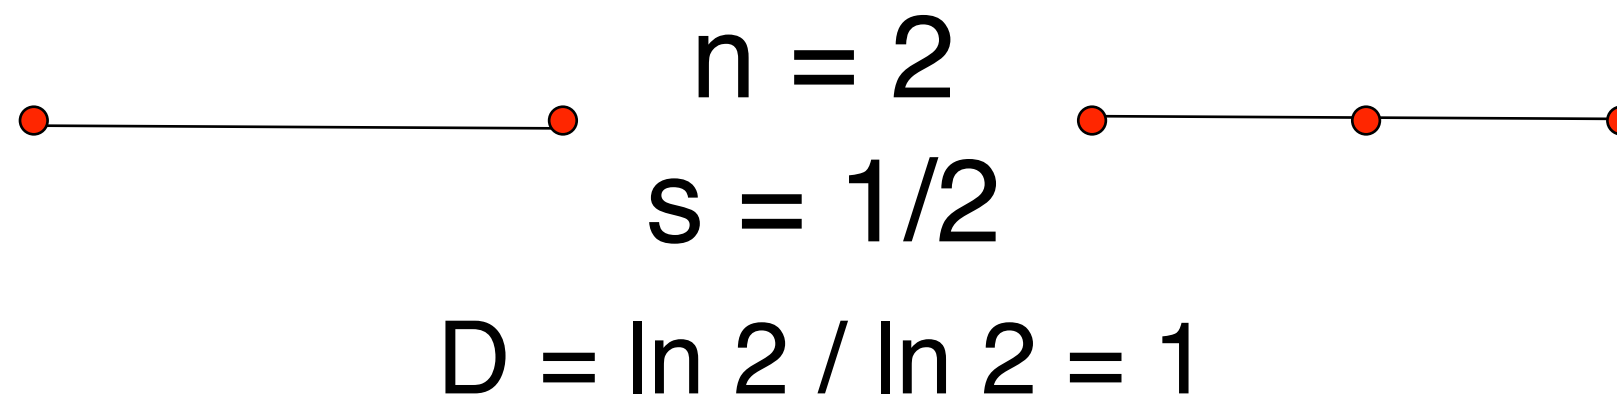 n = 2
s = 1/2
D = ln 2 / ln 2 = 1